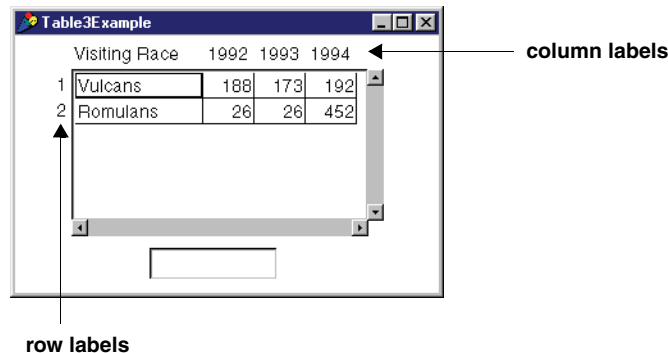 Table3Example
Visiting Race 1992 1993 1994
column labels
1 Vulcans 188 173 192
2 Romulans 26 26 452
row labels